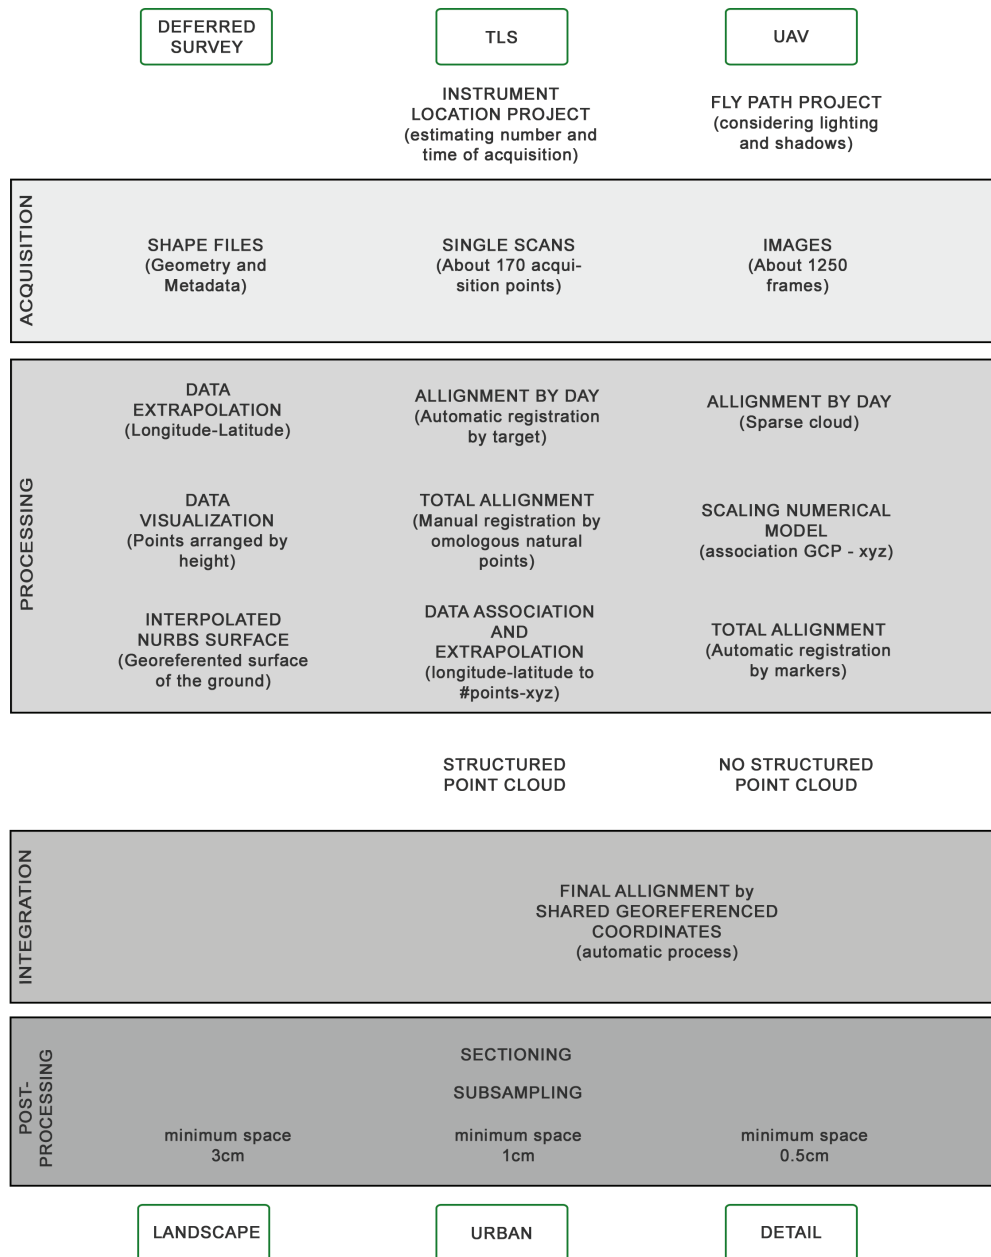 DEFERRED
SURVEY
TLS
UAV
INSTRUMENT
LOCATION PROJECT
(estimating number and
time of acquisition)
FLY PATH PROJECT
(considering lighting
and shadows)
ACQUISITION
SHAPE FILES
(Geometry and
Metadata)
SINGLE SCANS
(About 170 acqui-
sition points)
IMAGES
(About 1250
frames)
PROCESSING
DATA
EXTRAPOLATION
(Longitude-Latitude)
ALLIGNMENT BY DAY
(Automatic registration
by target)
ALLIGNMENT BY DAY
(Sparse cloud)
DATA
VISUALIZATION
(Points arranged by
height)
TOTAL ALLIGNMENT
(Manual registration by
omologous natural
points)
SCALING NUMERICAL
MODEL
(association GCP - xyz)
INTERPOLATED
NURBS SURFACE
(Georeferented surface
of the ground)
DATA ASSOCIATION
AND
EXTRAPOLATION
(longitude-latitude to
#points-xyz)
TOTAL ALLIGNMENT
(Automatic registration
by markers)
STRUCTURED
POINT CLOUD
NO STRUCTURED
POINT CLOUD
INTEGRATION
FINAL ALLIGNMENT by
SHARED GEOREFERENCED
COORDINATES
(automatic process)
POST-
PROCESSING
SECTIONING
SUBSAMPLING
minimum space
3cm
minimum space
1cm
minimum space
0.5cm
LANDSCAPE
URBAN
DETAIL